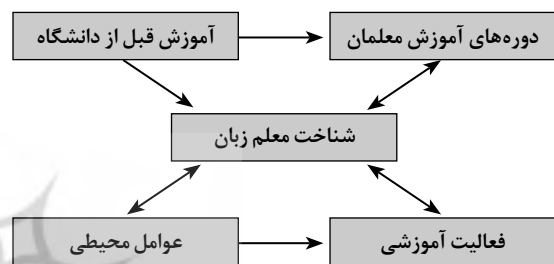 دوره‌های آموزش معلمان
آموزش قبل از دانشگاه
شناخت معلم زبان
فعالیت آموزشی
عوامل محیطی